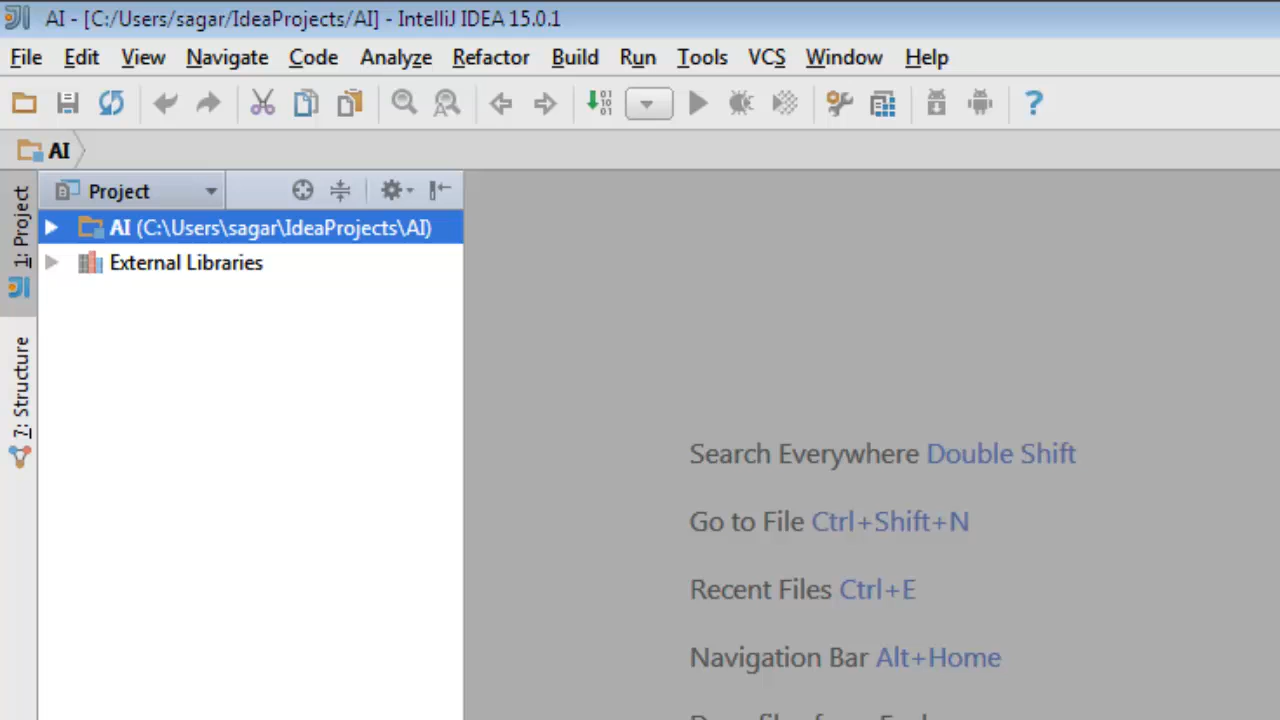 AI - [C:/Users/sagar/IdeaProjects/AI] - IntelliJ IDEA 15.0.1
File Edit View Navigate Code Analyze Refactor Build Run Tools VCS Window Help
AI
Project
1: Project
AI (C:\Users\sagar\IdeaProjects\AI)
External Libraries
7: Structure
Search Everywhere Double Shift
Go to File Ctrl+Shift+N
Recent Files Ctrl+E
Navigation Bar Alt+Home